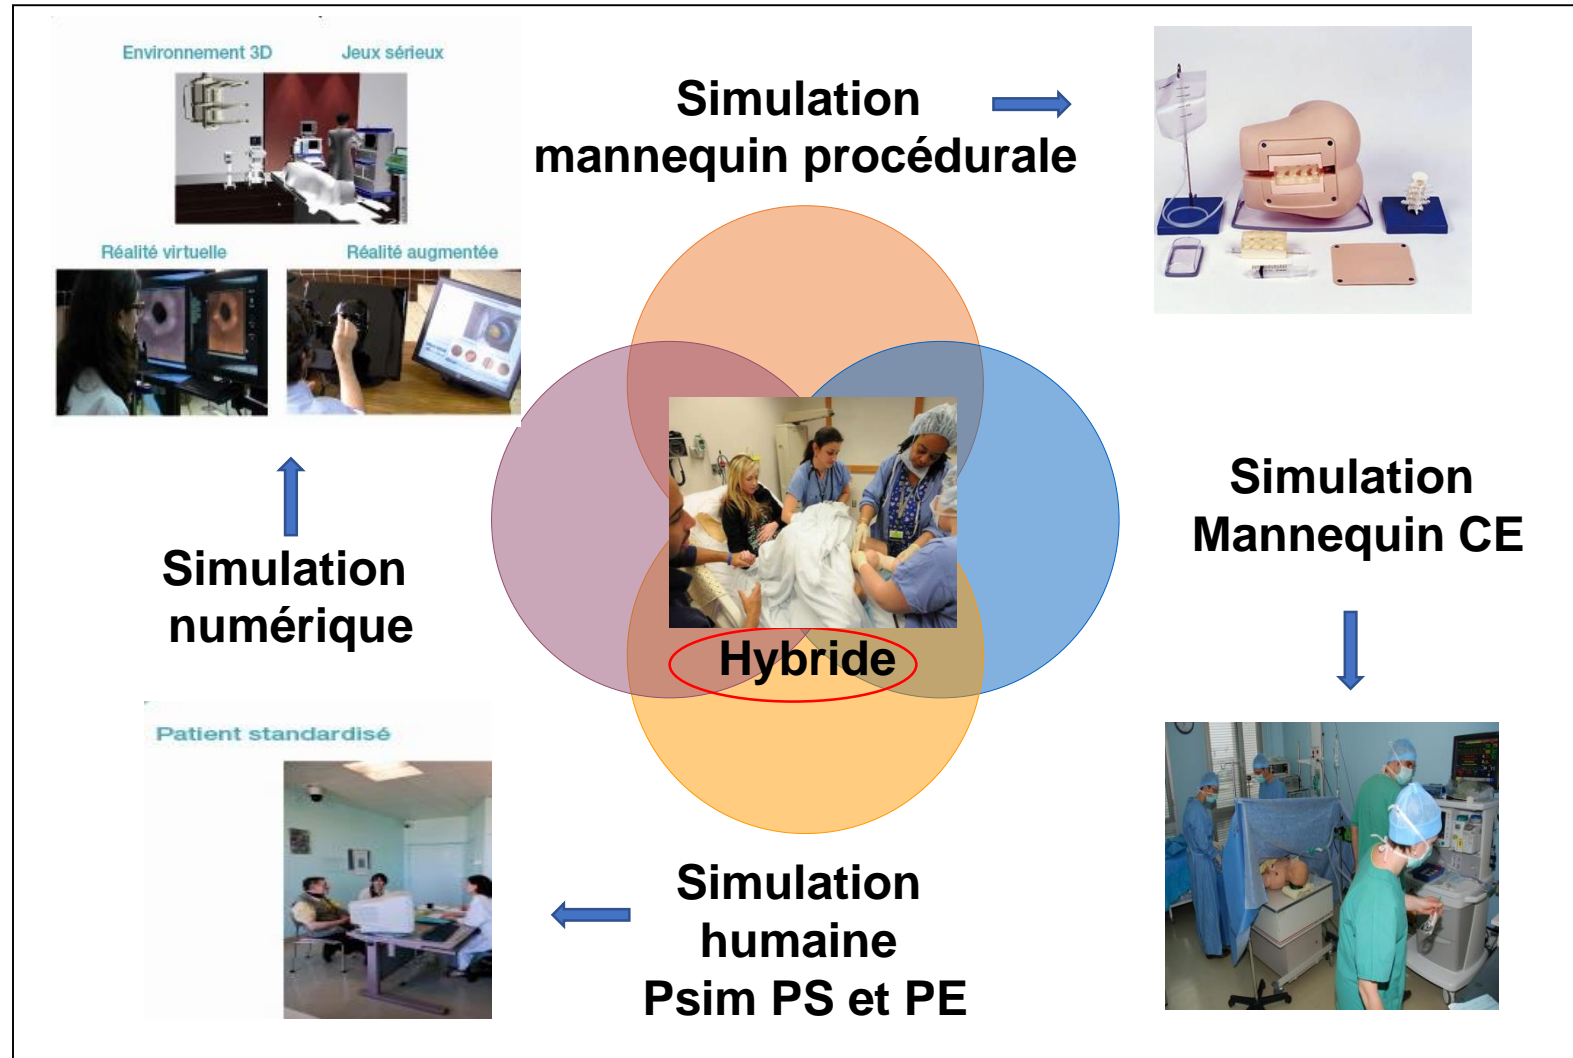 Environnement 3D
Jeux sérieux
Réalité virtuelle
Réalité augmentée
Simulation
mannequin procédurale
Simulation
numérique
Hybride
Simulation
Mannequin CE
Patient standardisé
Simulation
humaine
Psim PS et PE